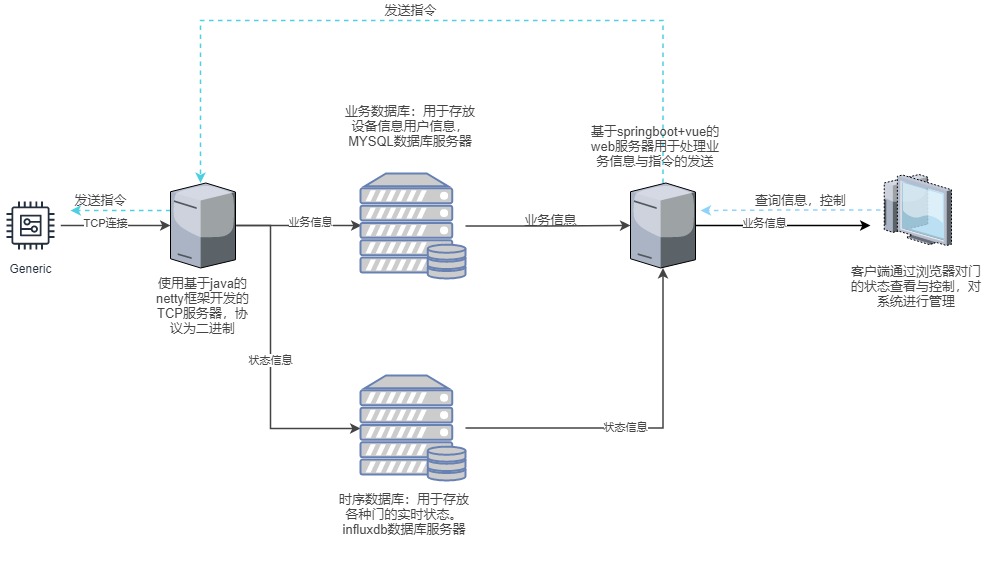 发送指令
业务数据库：用于存放
设备信息用户信息，
MYSQL数据库服务器
基于springboot+vue的
web服务器用于处理业
务信息与指令的发送
发送指令
TCP连接
业务信息
业务信息
查询信息，控制
业务信息
Generic
使用基于java的
netty框架开发的
TCP服务器，协
议为二进制
客户端通过浏览器对门
的状态查看与控制，对
系统进行管理
状态信息
状态信息
时序数据库：用于存放
各种门的实时状态。
influxdb数据库服务器